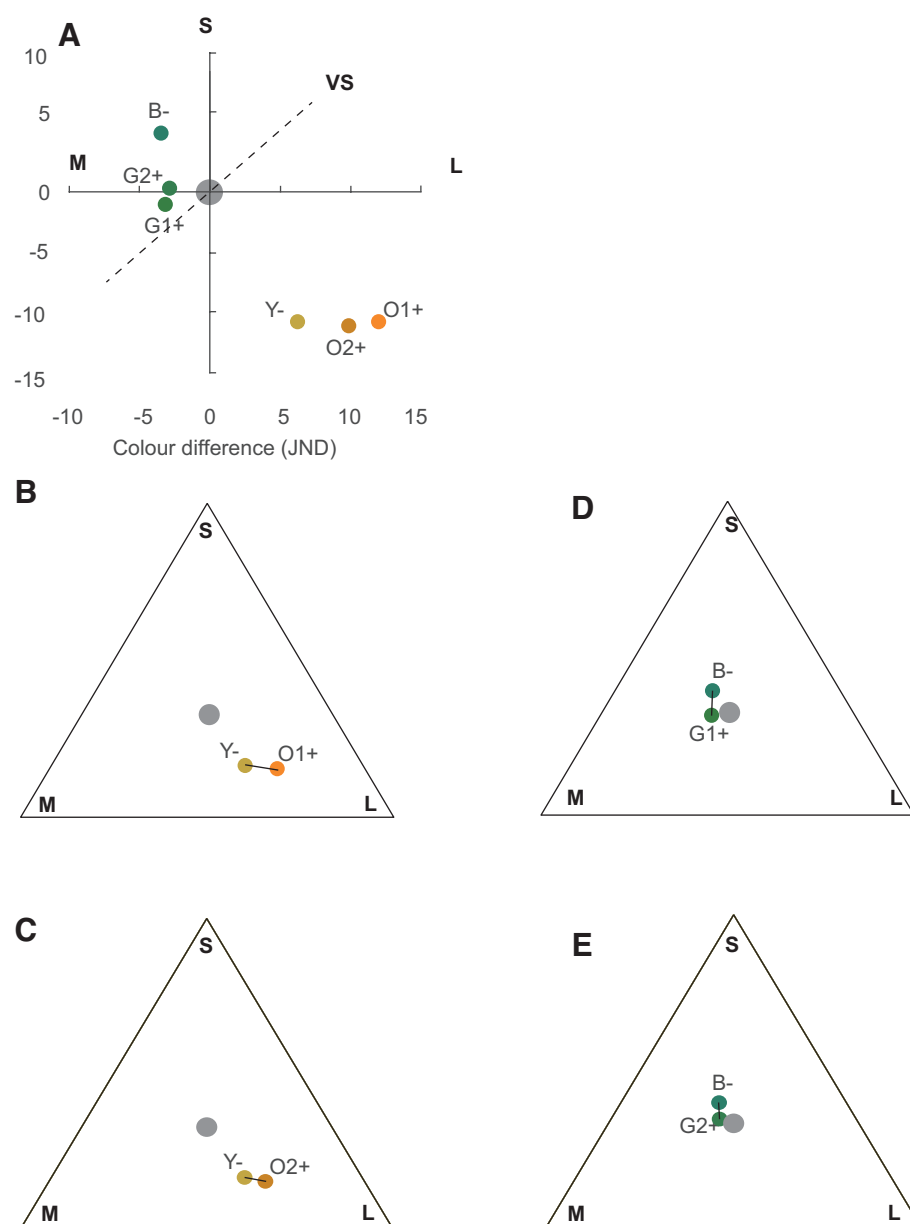 A
S
10
VS
B-
5
M
L
G2+
0
G1+
-5
Y-
O1+
-10
O2+
-15
-10 -5 0 5 10 15
Colour difference (JND)
B
S
Y-
O1+
M
L
D
S
B-
G1+
M
L
C
S
Y-
O2+
M
L
E
S
B-
G2+
M
L